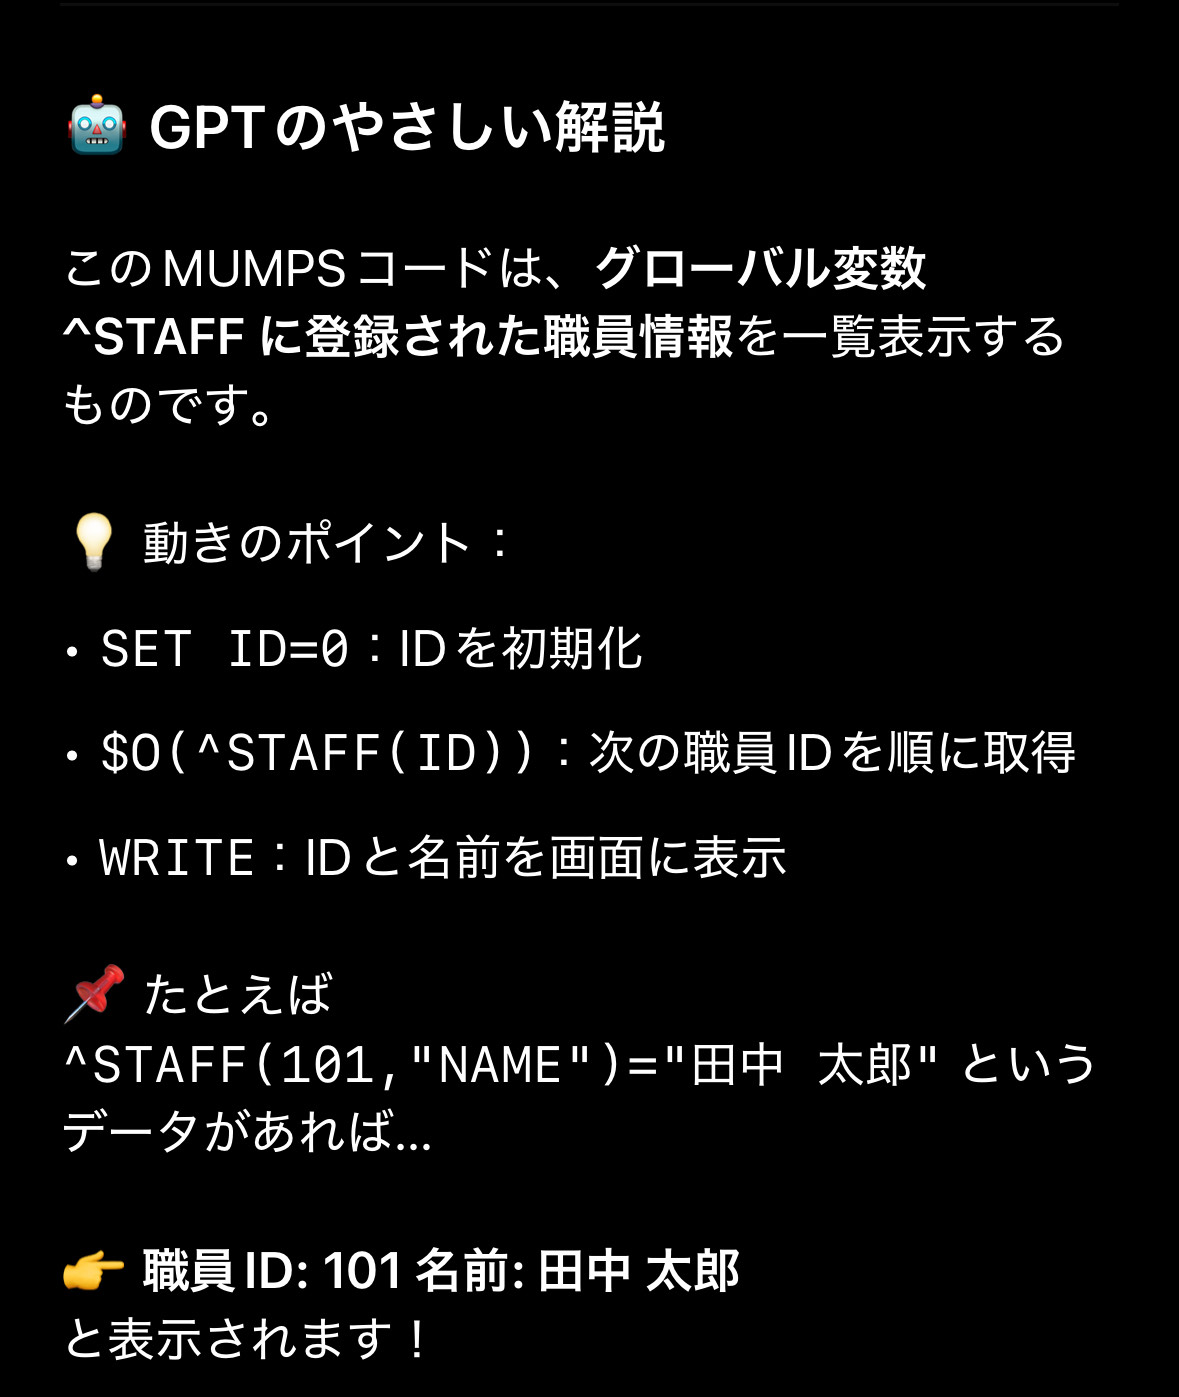 🤖 GPTのやさしい解説
このMUMPSコードは、グローバル変数
^STAFF に登録された職員情報を一覧表示する
ものです。
💡 動きのポイント：
• SET ID=0：IDを初期化
• $O(^STAFF(ID))：次の職員IDを順に取得
• WRITE：IDと名前を画面に表示
📌 たとえば
^STAFF(101,"NAME")="田中 太郎" という
データがあれば…
👉 職員ID: 101 名前: 田中 太郎
と表示されます！